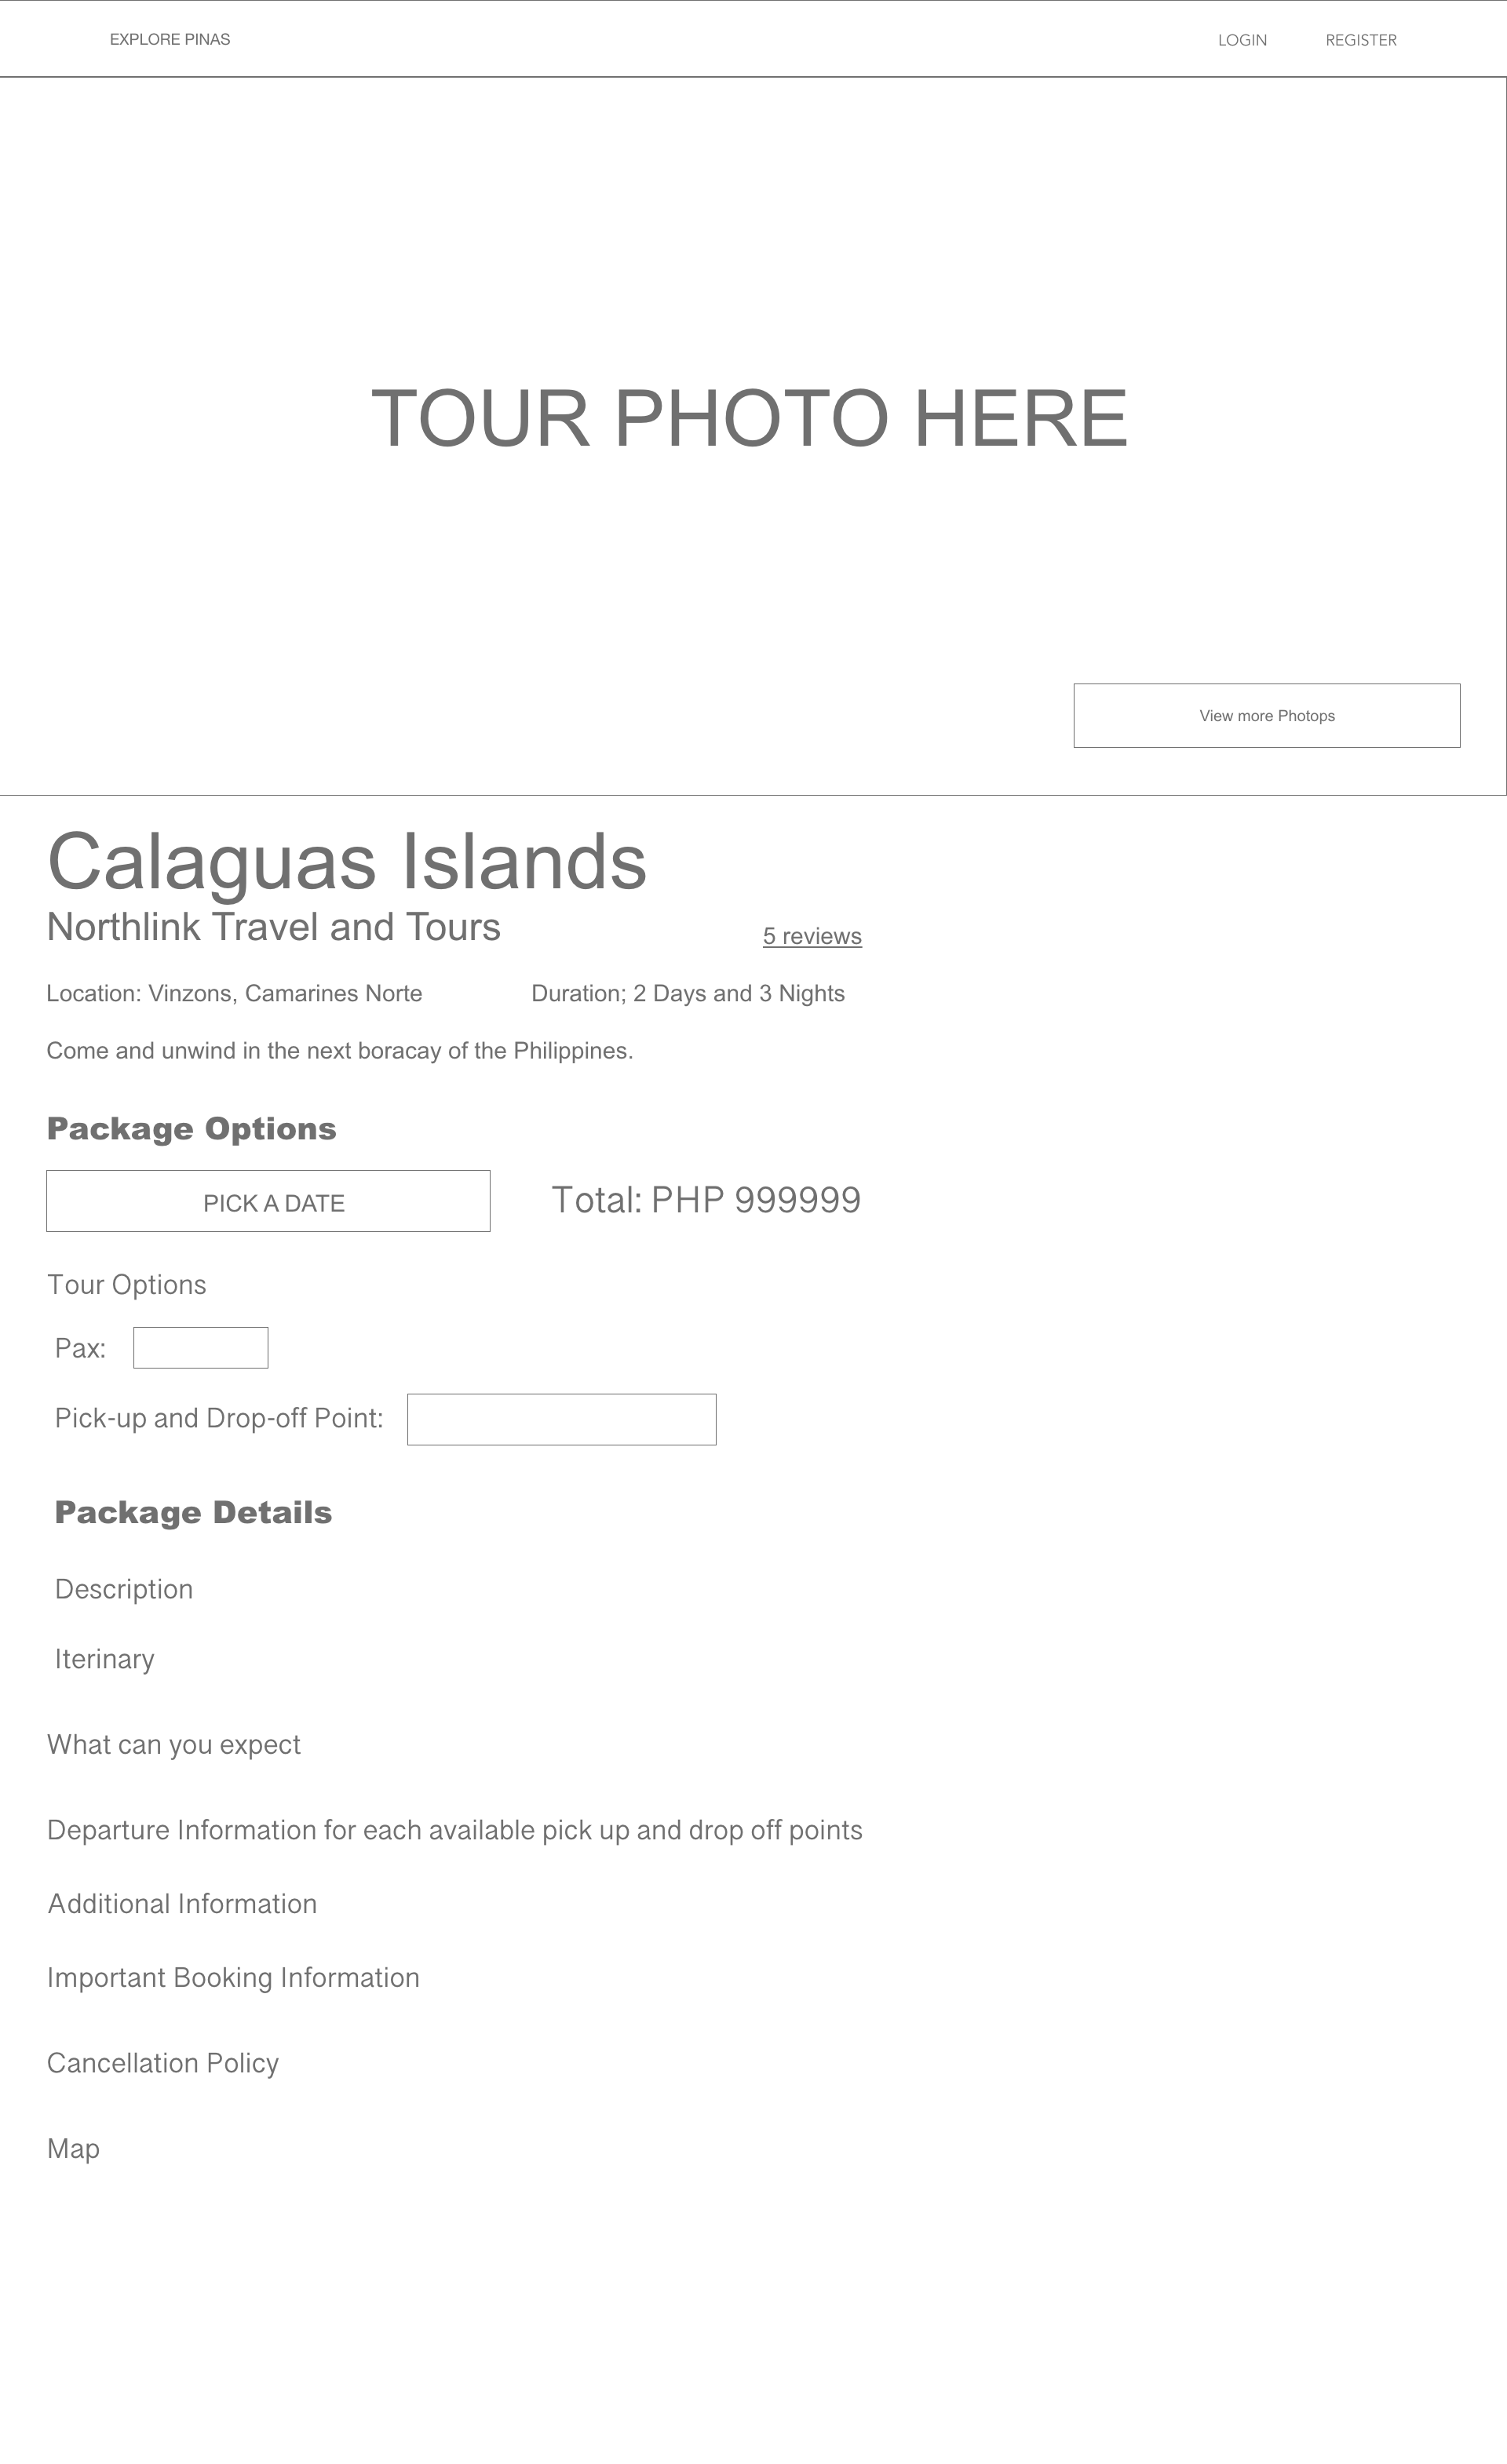 EXPLORE PINAS LOGIN REGISTER
TOUR PHOTO HERE
View more Photops
Calaguas Islands
Northlink Travel and Tours 5 reviews
Location: Vinzons, Camarines Norte Duration; 2 Days and 3 Nights
Come and unwind in the next boracay of the Philippines.
Package Options
PICK A DATE Total: PHP 999999
Tour Options
Pax:
Pick-up and Drop-off Point:
Package Details
Description
Iterinary
What can you expect
Departure Information for each available pick up and drop off points
Additional Information
Important Booking Information
Cancellation Policy
Map